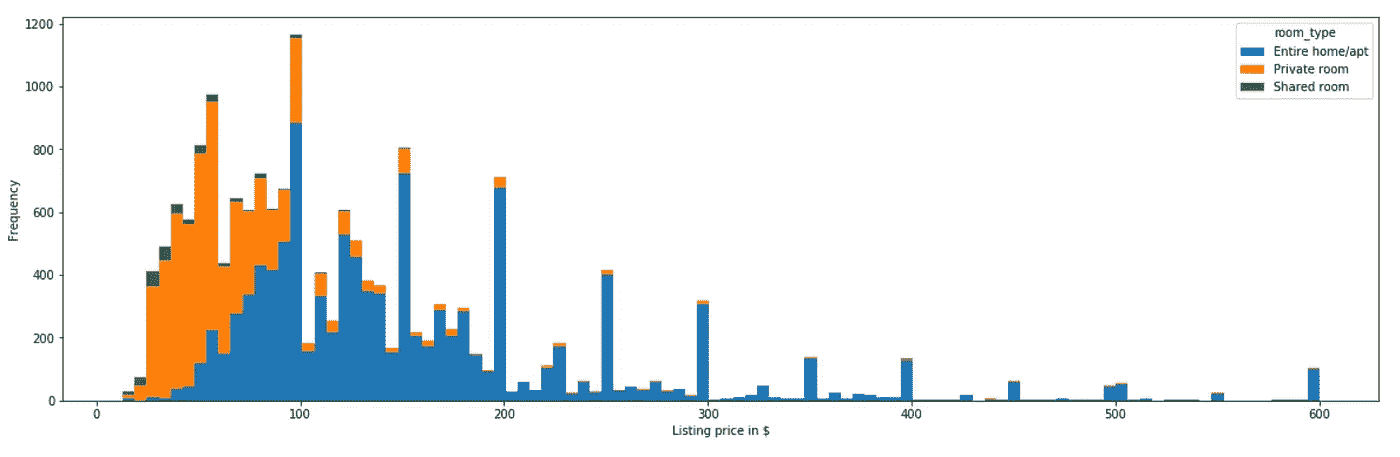 1200
1000
800
600
400
200
0
Frequency
room_type
Entire home/apt
Private room
Shared room
0 100 200 300 400 500 600
Listing price in $